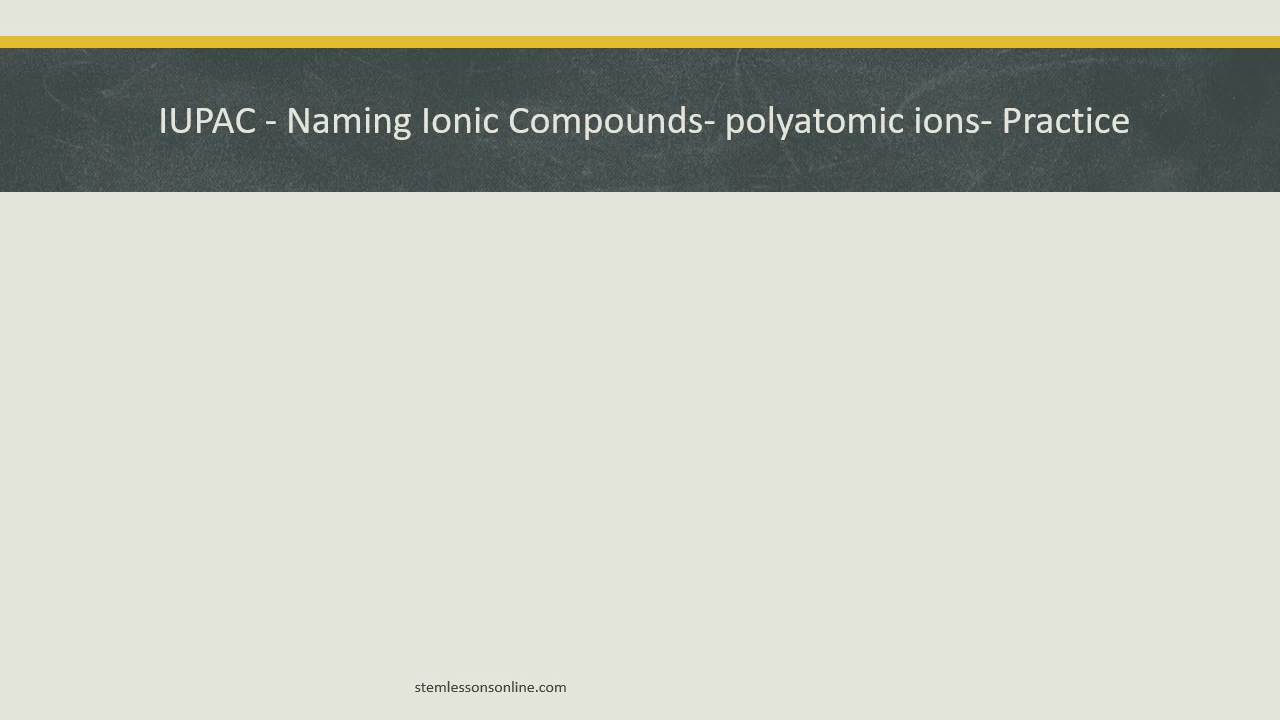 IUPAC - Naming Ionic Compounds- polyatomic ions- Practice
stemlessonsonline.com